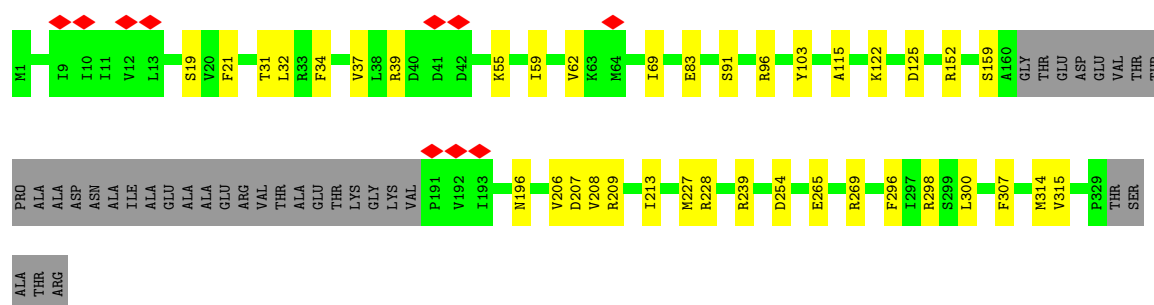 M1 I9 I10 I11 V12 L13 S19 V20 F21 T31 L32 R33 F34 V37 L38 R39 D40 D41 D42 K55 I59 V62 K63 M64 I69 E83 S91 R96 Y103 A115 K122 D125 R152 S159 A160 GLY THR GLU ASP GLU VAL THR THR
PRO ALA ALA ASP ASN ALA ILE ALA GLU ALA ALA GLU ARG VAL THR ALA GLU THR LYS GLY LYS VAL P191 V192 I193 N196 V206 D207 V208 R209 I213 M227 R228 R239 D254 E265 R269 F296 I297 R298 S299 L300 F307 M314 V315 P329 THR SER
ALA THR ARG